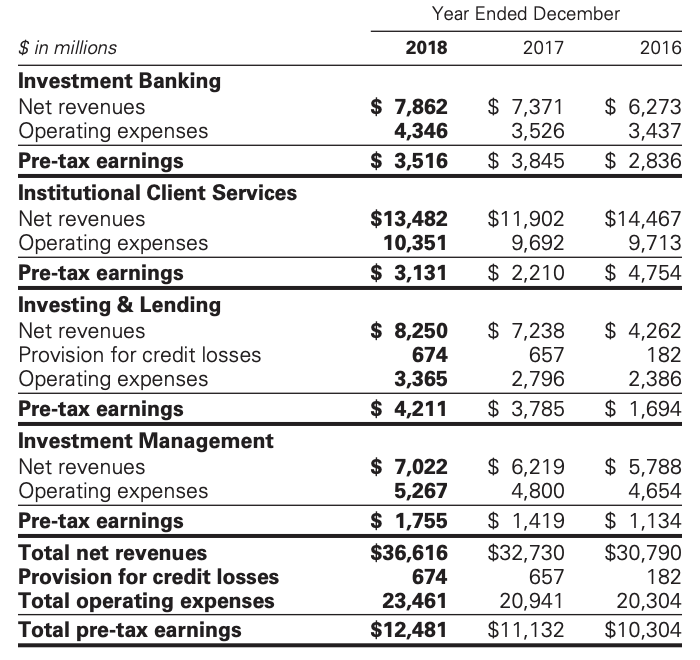 Year Ended December
$ in millions 2018 2017 2016
Investment Banking
Net revenues $ 7,862 $ 7,371 $ 6,273
Operating expenses 4,346 3,526 3,437
Pre-tax earnings $ 3,516 $ 3,845 $ 2,836
Institutional Client Services
Net revenues $13,482 $11,902 $14,467
Operating expenses 10,351 9,692 9,713
Pre-tax earnings $ 3,131 $ 2,210 $ 4,754
Investing & Lending
Net revenues $ 8,250 $ 7,238 $ 4,262
Provision for credit losses 674 657 182
Operating expenses 3,365 2,796 2,386
Pre-tax earnings $ 4,211 $ 3,785 $ 1,694
Investment Management
Net revenues $ 7,022 $ 6,219 $ 5,788
Operating expenses 5,267 4,800 4,654
Pre-tax earnings $ 1,755 $ 1,419 $ 1,134
Total net revenues $36,616 $32,730 $30,790
Provision for credit losses 674 657 182
Total operating expenses 23,461 20,941 20,304
Total pre-tax earnings $12,481 $11,132 $10,304